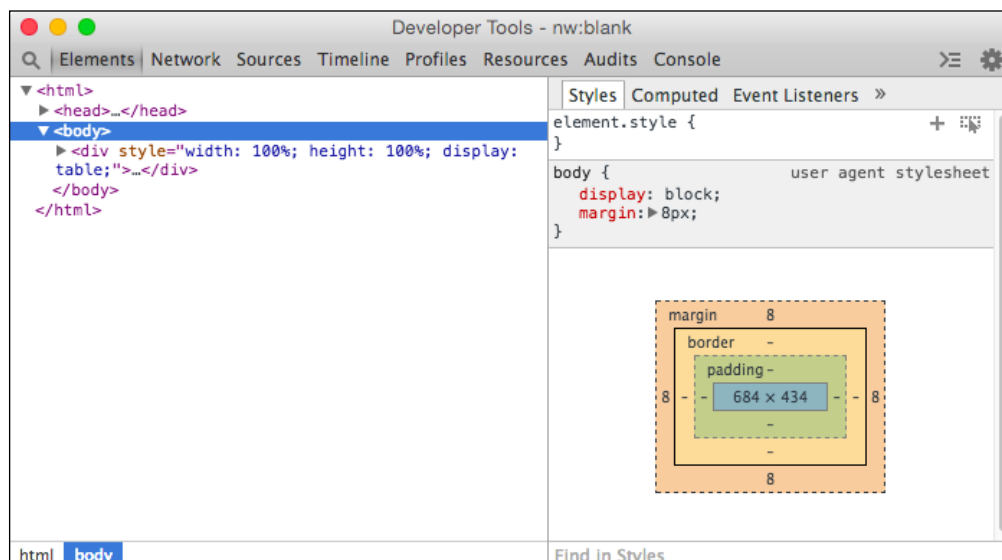 Developer Tools - nw:blank
Elements Network Sources Timeline Profiles Resources Audits Console
<html>
<head>…</head>
<body>
<div style="width: 100%; height: 100%; display:
table;">…</div>
</body>
</html>
html body
Styles Computed Event Listeners »
element.style {
}
body { user agent stylesheet
display: block;
margin: 8px;
}
margin 8
border -
padding -
8 - - 684 × 434 - - 8
-
-
8
Find in Styles